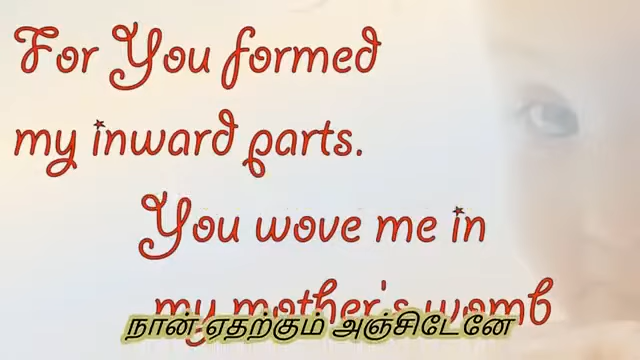 For You formed
my inward parts.
You wove me in
my mother's womb
நான் ஏதற்கும் அஞ்சிடேனே